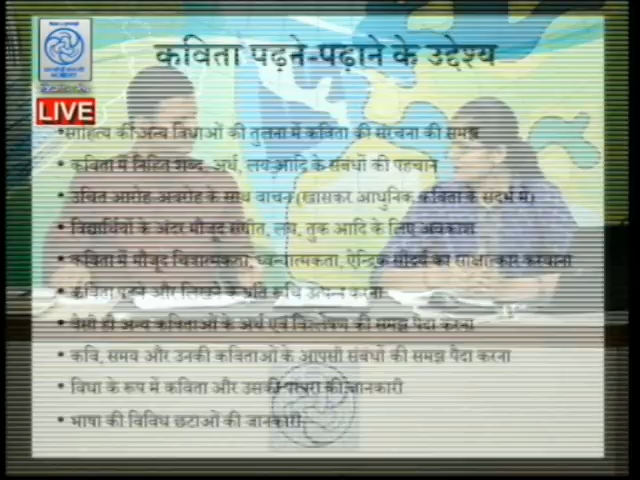 कविता पढ़ने-पढ़ाने के उद्देश्य
LIVE
•साहित्य की अन्य विधाओं की तुलना में कविता की संरचना की समझ
• कविता में निहित शब्द, अर्थ, लय आदि के संबंधों की पहचान
• उचित आरोह-अवरोह के साथ वाचन (खासकर आधुनिक कविता के संदर्भ में)
• विद्यार्थियों के अंदर मौजूद संगीत, लय, तुक आदि के लिए अवकाश
• कविता में मौजूद चित्रात्मकता, ध्वन्यात्मकता, ऐन्द्रिक सौंदर्य का साक्षात्कार करवाना
• कविता पढ़ने और लिखने के प्रति रूचि उत्पन्न करना
• वैसी ही अन्य कविताओं के अर्थ एवं विश्लेषण की समझ पैदा करना
• कवि, समय और उनकी कविताओं के आपसी संबंधों की समझ पैदा करना
• विधा के रूप में कविता और उसकी परंपरा की जानकारी
• भाषा की विविध छटाओं की जानकारी